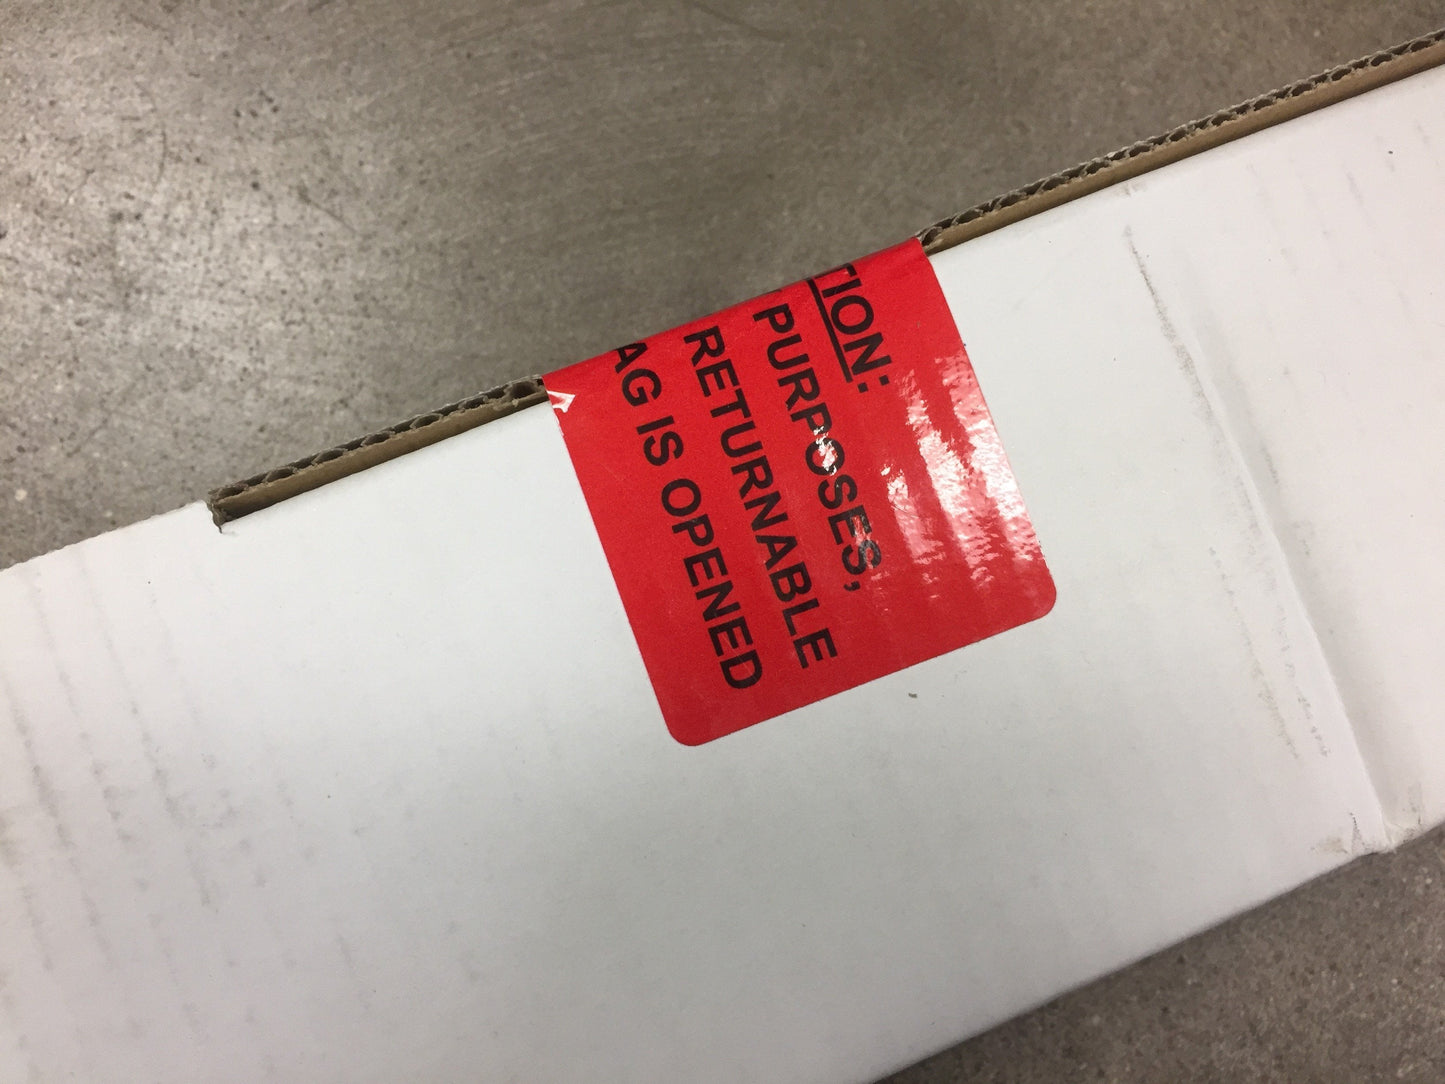 TION:
PURPOSES,
RETURNABLE
AG IS OPENED